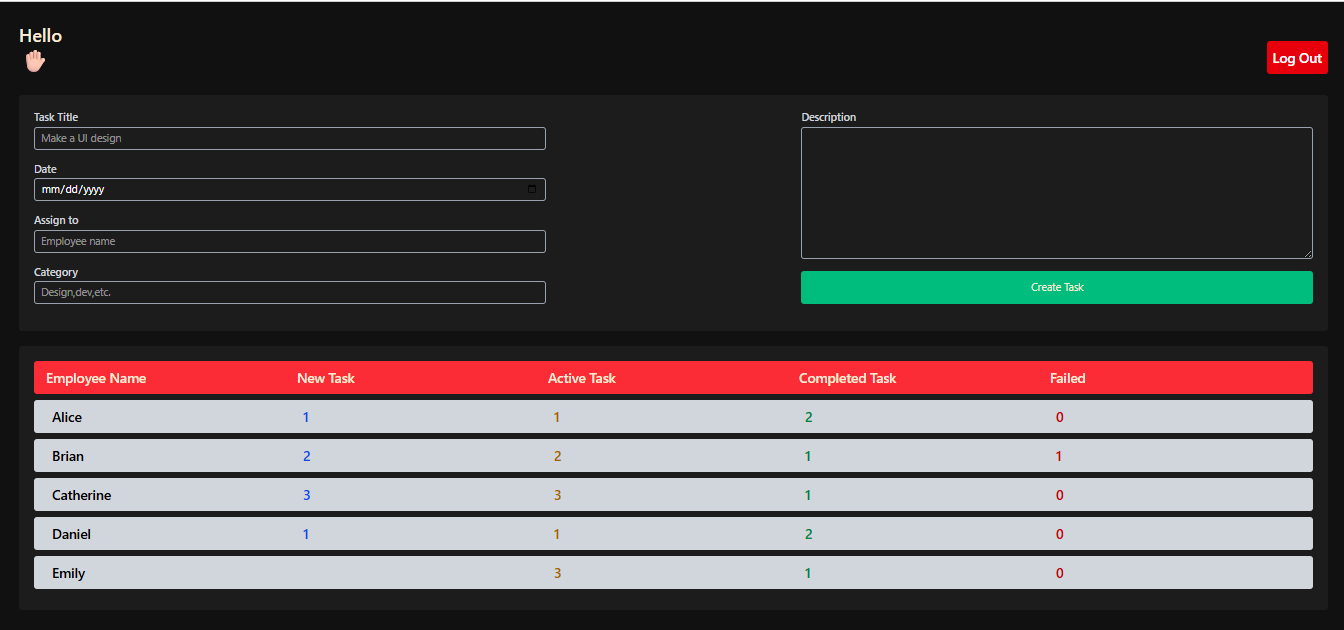 Hello
Log Out
Task Title
Make a UI design
Date
mm/dd/yyyy
Assign to
Employee name
Category
Design,dev,etc.
Description
Create Task
Employee Name New Task Active Task Completed Task Failed
Alice 1 1 2 0
Brian 2 2 1 1
Catherine 3 3 1 0
Daniel 1 1 2 0
Emily 3 1 0